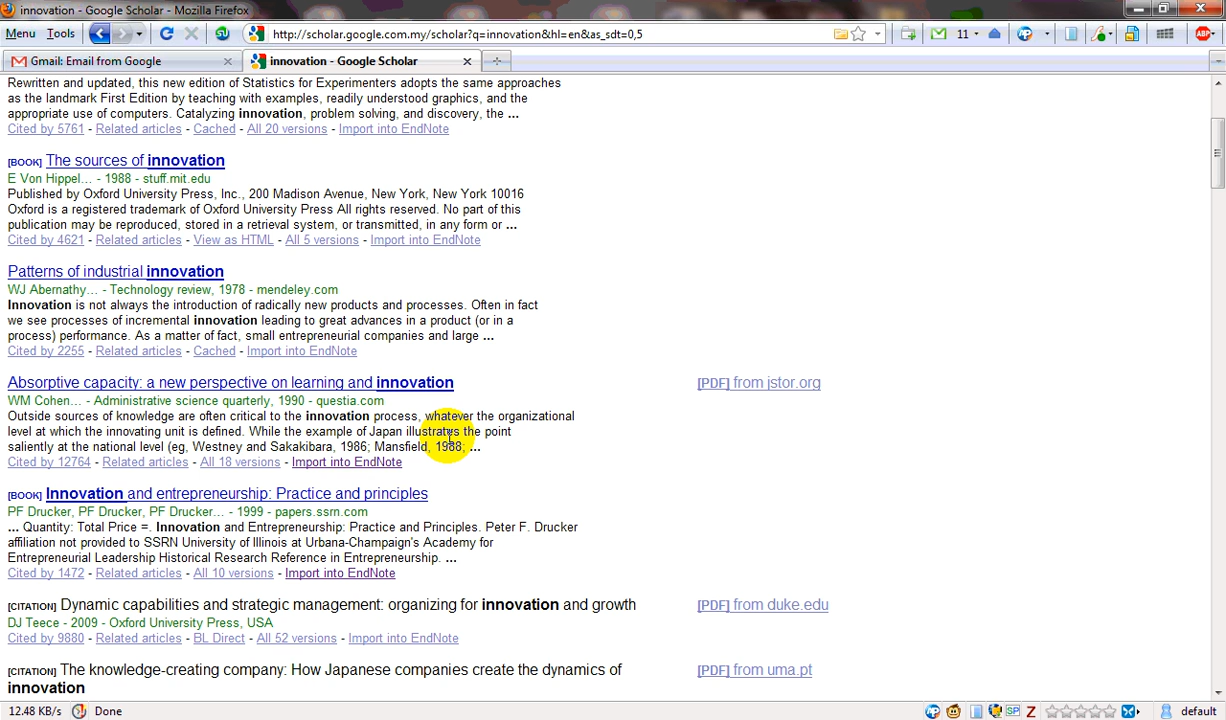 innovation - Google Scholar - Mozilla Firefox
Menu Tools
http://scholar.google.com.my/scholar?q=innovation&hl=en&as_sdt=0,5
11
ABP
Gmail: Email from Google
innovation - Google Scholar
Rewritten and updated, this new edition of Statistics for Experimenters adopts the same approaches
as the landmark First Edition by teaching with examples, readily understood graphics, and the
appropriate use of computers. Catalyzing innovation, problem solving, and discovery, the ...
Cited by 5761 - Related articles - Cached - All 20 versions - Import into EndNote
[BOOK] The sources of innovation
E Von Hippel... - 1988 - stuff.mit.edu
Published by Oxford University Press, Inc., 200 Madison Avenue, New York, New York 10016
Oxford is a registered trademark of Oxford University Press All rights reserved. No part of this
publication may be reproduced, stored in a retrieval system, or transmitted, in any form or ...
Cited by 4621 - Related articles - View as HTML - All 5 versions - Import into EndNote
Patterns of industrial innovation
WJ Abernathy... - Technology review, 1978 - mendeley.com
Innovation is not always the introduction of radically new products and processes. Often in fact
we see processes of incremental innovation leading to great advances in a product (or in a
process) performance. As a matter of fact, small entrepreneurial companies and large ...
Cited by 2255 - Related articles - Cached - Import into EndNote
Absorptive capacity: a new perspective on learning and innovation
[PDF] from jstor.org
WM Cohen... - Administrative science quarterly, 1990 - questia.com
Outside sources of knowledge are often critical to the innovation process, whatever the organizational
level at which the innovating unit is defined. While the example of Japan illustrates the point
saliently at the national level (eg, Westney and Sakakibara, 1986; Mansfield, 1988; ...
Cited by 12764 - Related articles - All 18 versions - Import into EndNote
[BOOK] Innovation and entrepreneurship: Practice and principles
PF Drucker, PF Drucker, PF Drucker... - 1999 - papers.ssrn.com
... Quantity: Total Price =. Innovation and Entrepreneurship: Practice and Principles. Peter F. Drucker
affiliation not provided to SSRN University of Illinois at Urbana-Champaign's Academy for
Entrepreneurial Leadership Historical Research Reference in Entrepreneurship. ...
Cited by 1472 - Related articles - All 10 versions - Import into EndNote
[CITATION] Dynamic capabilities and strategic management: organizing for innovation and growth
[PDF] from duke.edu
DJ Teece - 2009 - Oxford University Press, USA
Cited by 9880 - Related articles - BL Direct - All 52 versions - Import into EndNote
[CITATION] The knowledge-creating company: How Japanese companies create the dynamics of
[PDF] from uma.pt
innovation
12.48 KB/s Done
SP Z
default